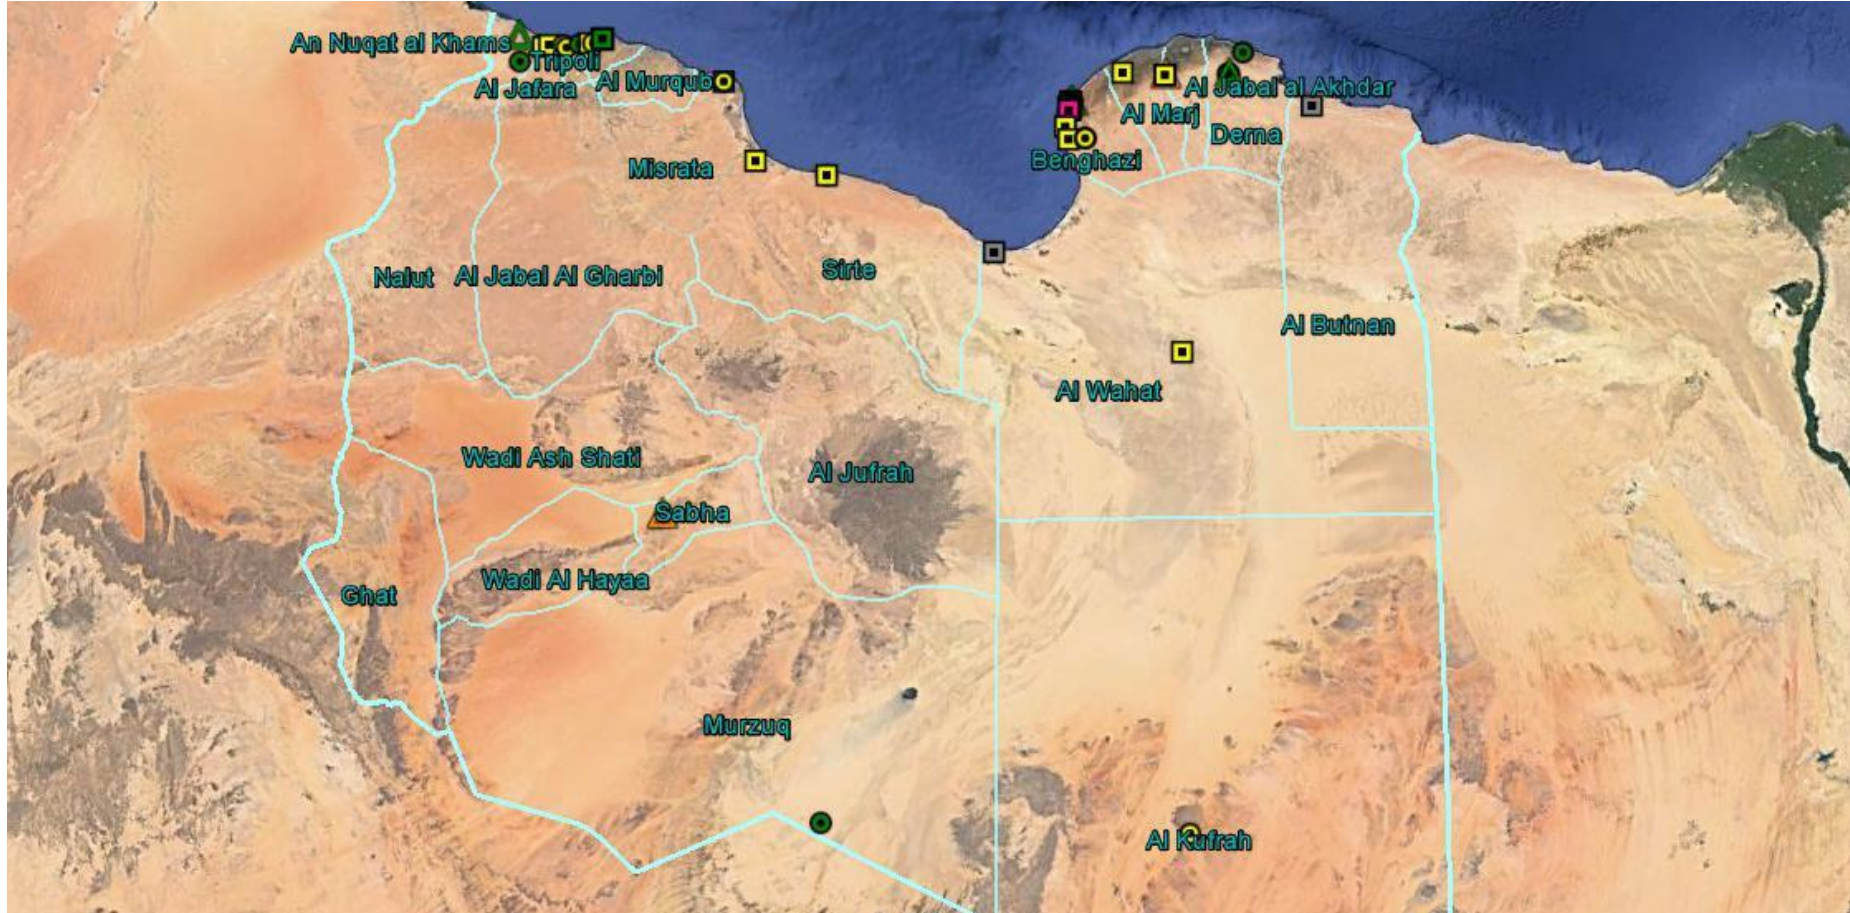 An Nuqat al Khams
Tripoli
Al Jafara
Al Murqub
Al Jabal al Akhdar
Al Marj
Derna
Benghazi
Misrata
Nalut
Al Jabal Al Gharbi
Sirte
Al Butnan
Al Wahat
Wadi Ash Shati
Al Jufrah
Sabha
Wadi Al Hayaa
Ghat
Murzuq
Al Kufrah